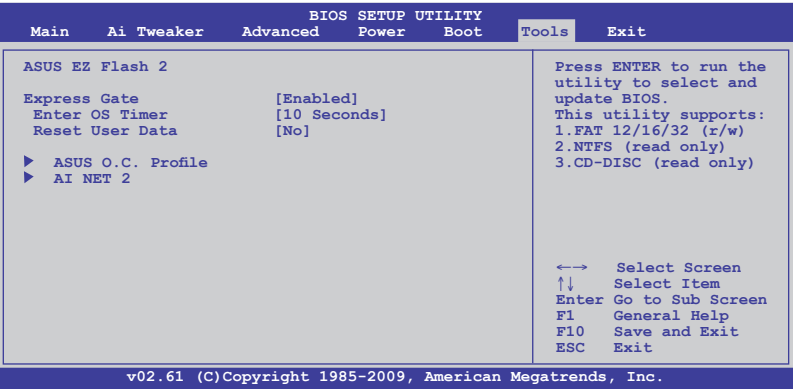 BIOS SETUP UTILITY
Main Ai Tweaker Advanced Power Boot Tools Exit
ASUS EZ Flash 2
Express Gate [Enabled]
Enter OS Timer [10 Seconds]
Reset User Data [No]
ASUS O.C. Profile
AI NET 2
Press ENTER to run the
utility to select and
update BIOS.
This utility supports:
1.FAT 12/16/32 (r/w)
2.NTFS (read only)
3.CD-DISC (read only)
←→ Select Screen
↑↓ Select Item
Enter Go to Sub Screen
F1 General Help
F10 Save and Exit
ESC Exit
v02.61 (C)Copyright 1985-2009, American Megatrends, Inc.